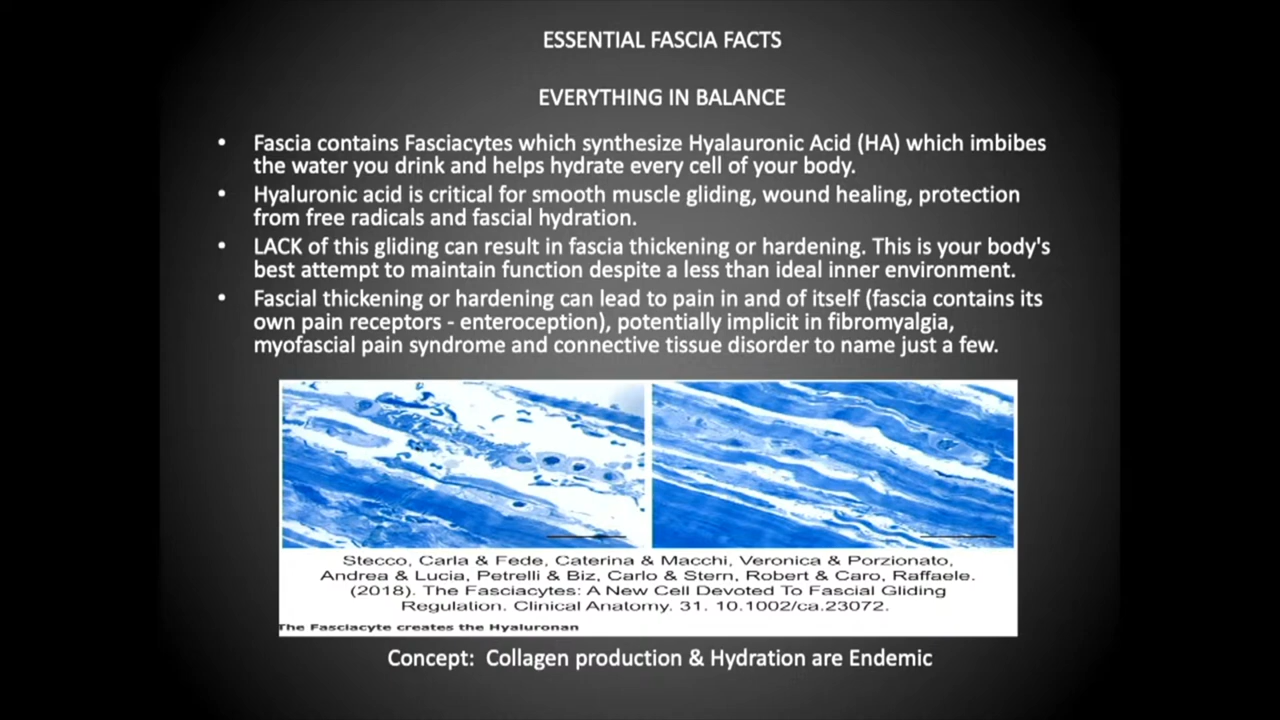 ESSENTIAL FASCIA FACTS
EVERYTHING IN BALANCE
• Fascia contains Fasciacytes which synthesize Hyalauronic Acid (HA) which imbibes
the water you drink and helps hydrate every cell of your body.
• Hyaluronic acid is critical for smooth muscle gliding, wound healing, protection
from free radicals and fascial hydration.
• LACK of this gliding can result in fascia thickening or hardening. This is your body's
best attempt to maintain function despite a less than ideal inner environment.
• Fascial thickening or hardening can lead to pain in and of itself (fascia contains its
own pain receptors - enteroception), potentially implicit in fibromyalgia,
myofascial pain syndrome and connective tissue disorder to name just a few.
Stecco, Carla & Fede, Caterina & Macchi, Veronica & Porzionato,
Andrea & Lucia, Petrelli & Biz, Carlo & Stern, Robert & Caro, Raffaele.
(2018). The Fasciacytes: A New Cell Devoted To Fascial Gliding
Regulation. Clinical Anatomy. 31. 10.1002/ca.23072.
The Fasciacyte creates the Hyaluronan
Concept: Collagen production & Hydration are Endemic